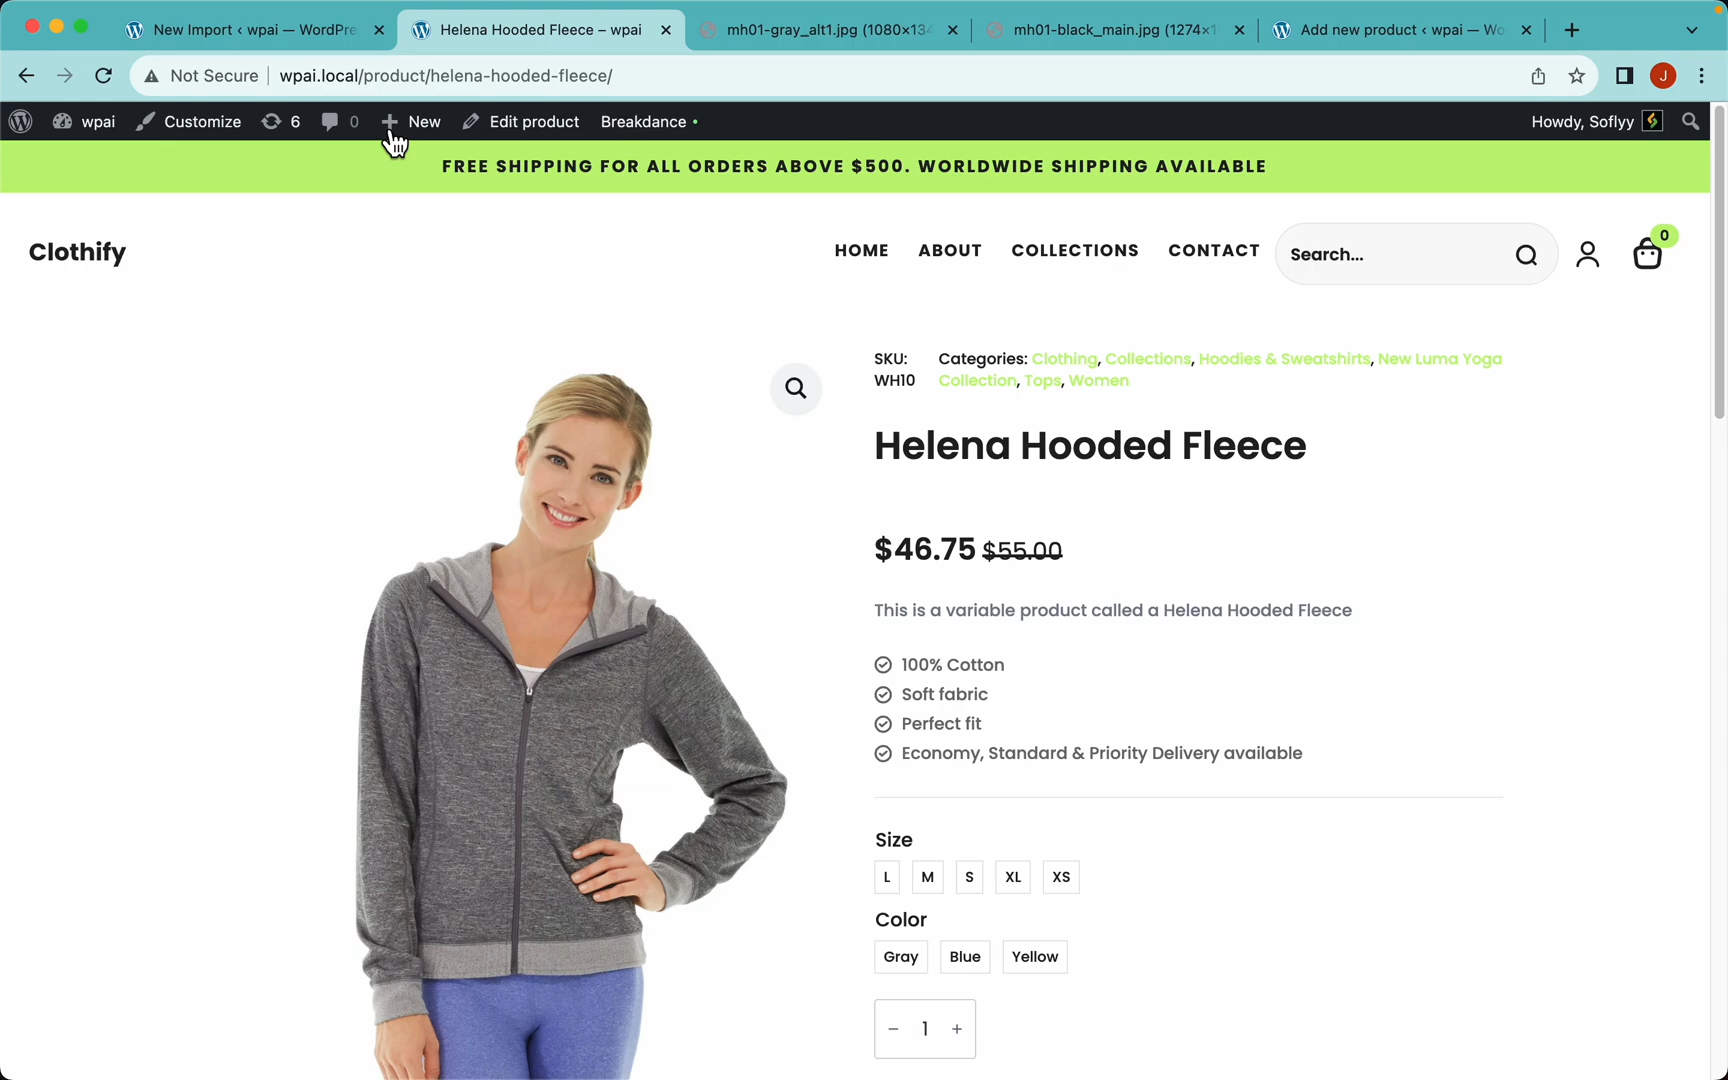 New Import ‹ wpai — WordPre
Helena Hooded Fleece – wpai
mh01-gray_alt1.jpg (1080×134
mh01-black_main.jpg (1274×1
Add new product ‹ wpai — Wo
Not Secure
wpai.local/product/helena-hooded-fleece/
J
wpai
Customize
6
0
New
Edit product
Breakdance
Howdy, Soflyy
FREE SHIPPING FOR ALL ORDERS ABOVE $500. WORLDWIDE SHIPPING AVAILABLE
Clothify
HOME
ABOUT
COLLECTIONS
CONTACT
Search...
0
SKU:
WH10
Categories: Clothing, Collections, Hoodies & Sweatshirts, New Luma Yoga
Collection, Tops, Women
Helena Hooded Fleece
$46.75 $55.00
This is a variable product called a Helena Hooded Fleece
100% Cotton
Soft fabric
Perfect fit
Economy, Standard & Priority Delivery available
Size
L
M
S
XL
XS
Color
Gray
Blue
Yellow
− 1 +